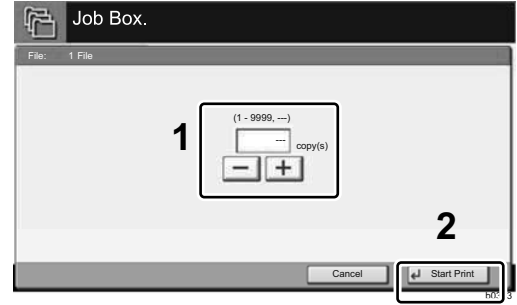 Job Box.
File: 1 File
1
(1 - 9999, ---)
--- copy(s)
− +
2
Cancel
Start Print